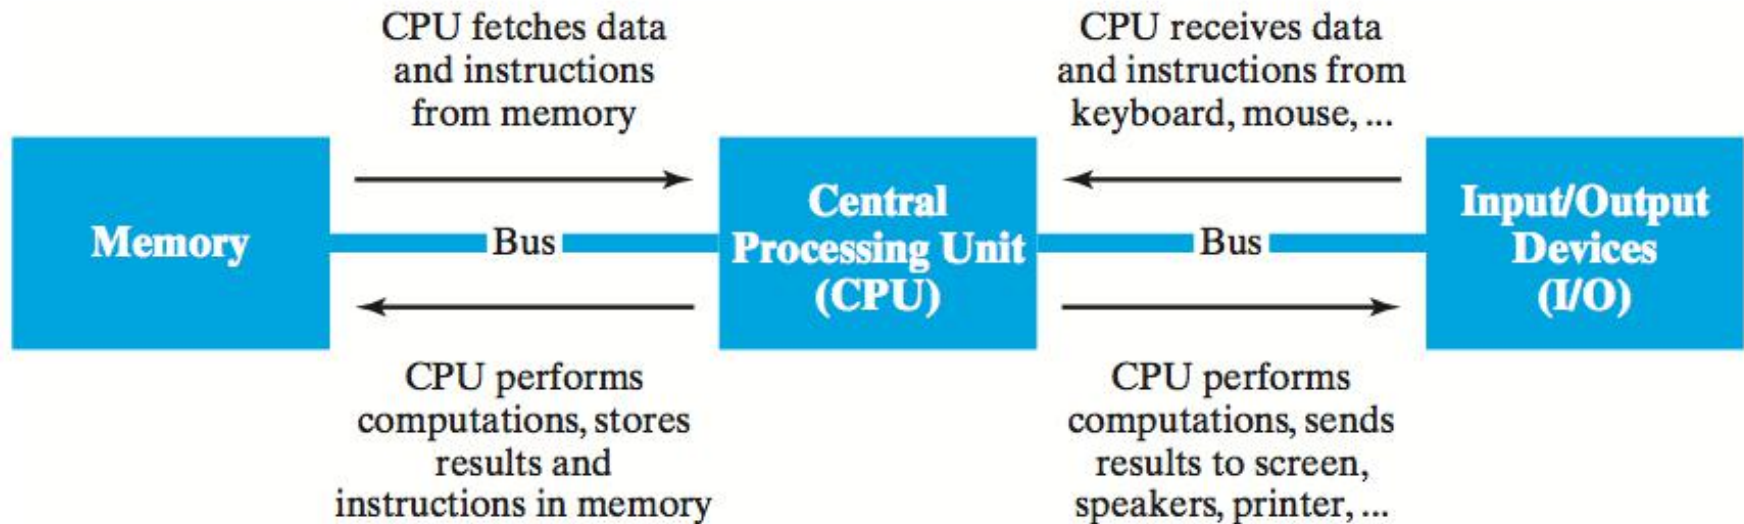 CPU fetches data
and instructions
from memory
CPU receives data
and instructions from
keyboard, mouse, ...
Memory
Bus
Central
Processing Unit
(CPU)
Bus
Input/Output
Devices
(I/O)
CPU performs
computations, stores
results and
instructions in memory
CPU performs
computations, sends
results to screen,
speakers, printer, ...